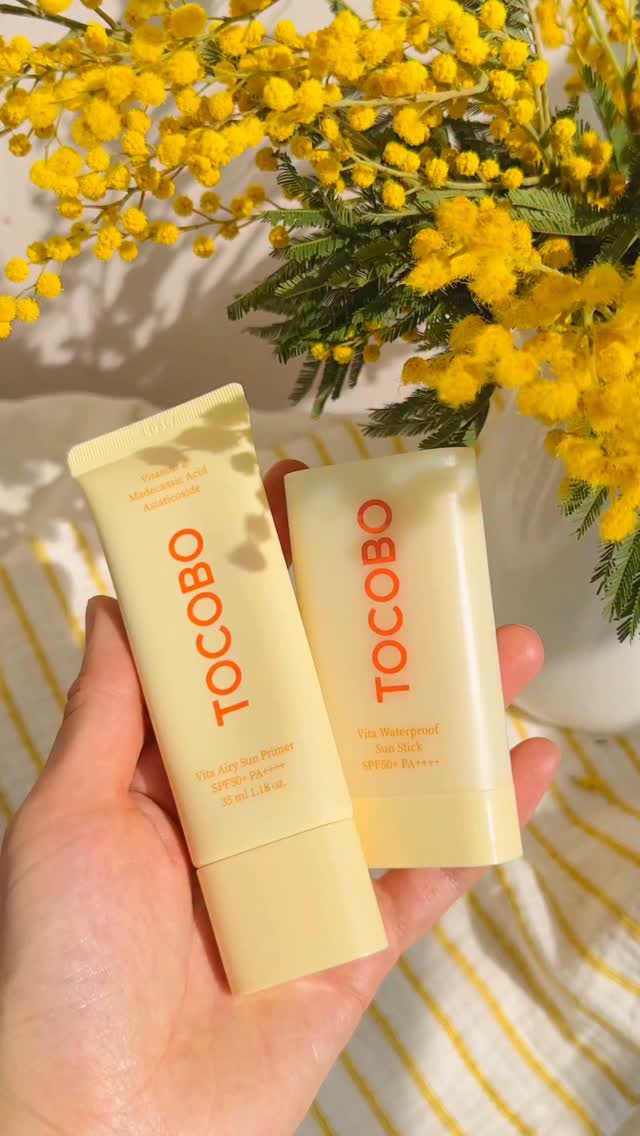 Vitamin E
Madecassic Acid
Asiaticoside
TOCOBO
Vita Airy Sun Primer
SPF50+ PA++++
35 ml 1.18 oz.
TOCOBO
Vita Waterproof
Sun Stick
SPF50+ PA++++